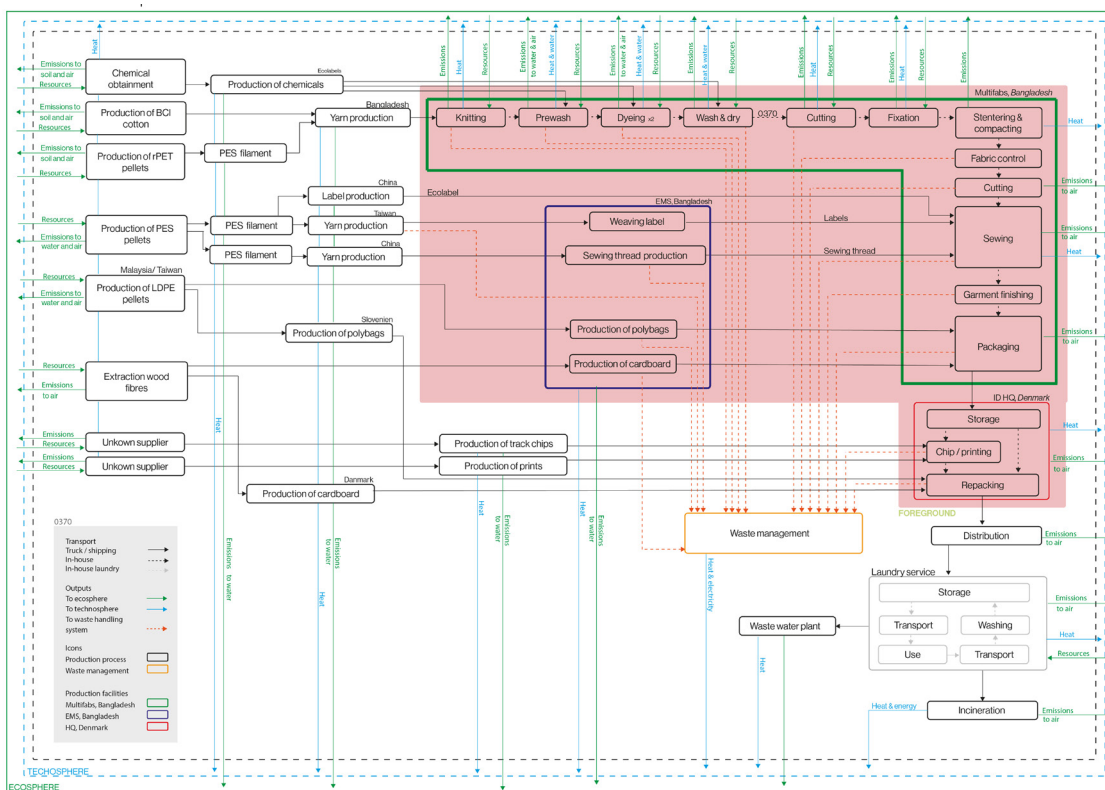 Heat
Emissions
Heat
Resources
Emissions
to water & air
Heat & water
Resources
Emissions
to water & air
Heat & water
Resources
Heat & water
Resources
Emissions
Heat
Resources
Emissions
Heat
Resources
Emissions
Emissions to
soil and air
Resources
Chemical
obtainment
Ecolabels
Production of chemicals
Multifabs, Bangladesh
Emissions to
soil and air
Resources
Production of BCI
cotton
Bangladesh
Yarn production
Knitting
Prewash
Dyeing x2
Wash & dry
0370
Cutting
Fixation
Stentering &
compacting
Heat
Emissions to
soil and air
Resources
Production of rPET
pellets
PES filament
Fabric control
China
Label production
Ecolabel
Cutting
Emissions
to air
EMS, Bangladesh
Resources
Emissions to
water and air
Production of PES
pellets
PES filament
Taiwan
Yarn production
Weaving label
Labels
Sewing
Emissions
to air
Heat
PES filament
China
Yarn production
Sewing thread production
Sewing thread
Malaysia/ Taiwan
Resources
Emissions to
water and air
Production of LDPE
pellets
Garment finishing
Slovenien
Production of polybags
Production of polybags
Packaging
Emissions
to air
Resources
Emissions
to air
Extraction wood
fibres
Production of cardboard
Heat
Heat
Emissions
to water
ID HQ, Denmark
Storage
Heat
Emissions
Resources
Unkown supplier
Production of track chips
Chip / printing
Emissions
Resources
Unkown supplier
Production of prints
Emissions
to air
Danmark
Production of cardboard
Repacking
FOREGROUND
0370
Transport
Truck / shipping
In-house
In-house laundry
Outputs
To ecosphere
To technosphere
To waste handling
system
Icons
Production process
Waste management
Production facilities
Multifabs, Bangladesh
EMS, Bangladesh
HQ, Denmark
Emissions to water
Heat
Emissions
to water
Heat
Emissions
to water
Waste management
Heat & electricity
Distribution
Emissions
to air
Laundry service
Storage
Transport
Washing
Use
Transport
Emissions
to air
Heat
Resources
Waste water plant
Heat
Incineration
Heat & energy
Emissions
to air
TECHOSPHERE
ECOSPHERE